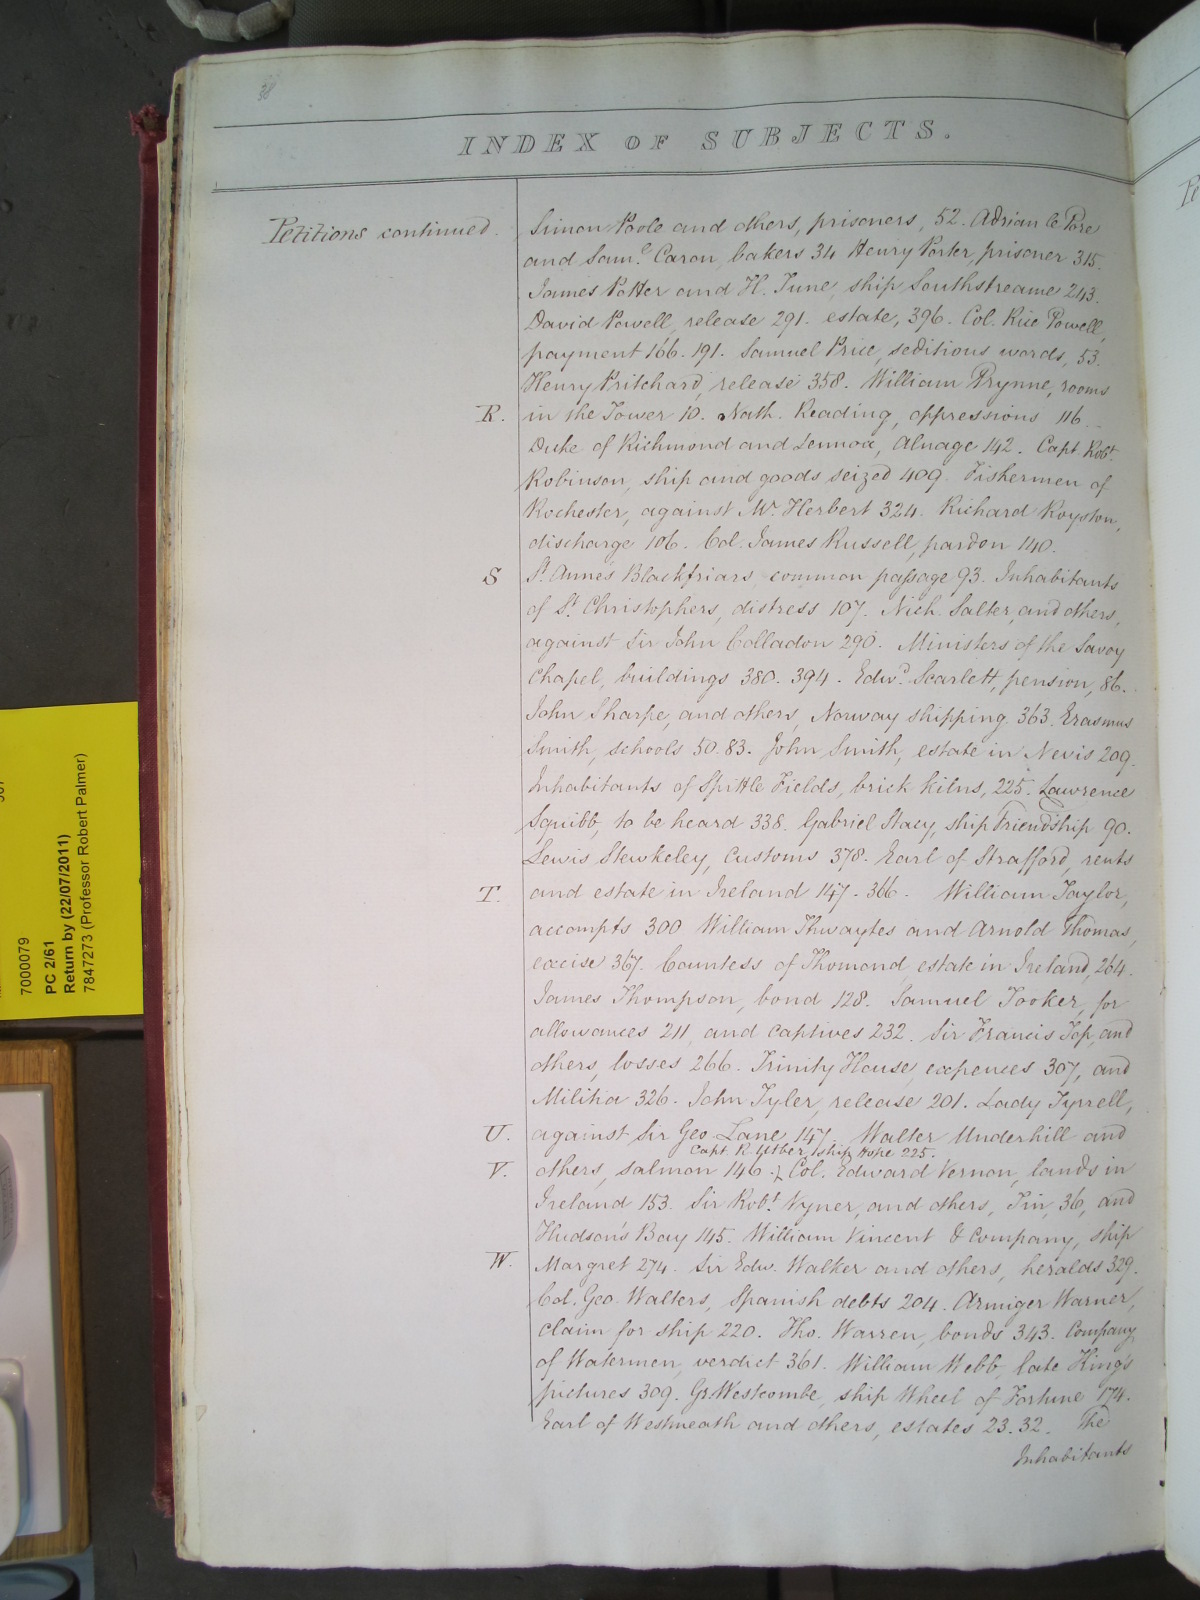 38
INDEX OF SUBJECTS.
Petitions continued. Simon Poole and others, prisoners, 52. Adrian le Pore
and Saml. Caron, bakers 34 Henry Porter, prisoner 315.
James Potter and H. June, ship Southstreame 243.
David Powell, release 291. estate, 396. Col. Rice Powell,
payment 166. 191. Samuel Price, seditious words, 53.
Henry Pritchard, release 358. William Prynne, rooms
R. in the Tower 10. Nath. Reading, oppressions 116.
Duke of Richmond and Lennox, Alnage 142. Capt. Robt.
Robinson, ship and goods seized 409. Fishermen of
Rochester, against Mr. Herbert 324. Richard Royston,
discharge 106. Col. James Russell, pardon 140.
S St. Anne's Blackfriars common passage 93. Inhabitants
of St. Christophers, distress 107. Nich. Salter, and others,
against Sir John Colladon 290. Ministers of the Savoy
Chapel, buildings 380. 394. Edwd. Scarlett, pension, 86.
John Sharpe, and others, Norway shipping 363. Erasmus
Smith, schools 50. 83. John Smith, estate in Nevis 209.
Inhabitants of Spittle Fields, brick kilns, 225. Lawrence
Squibb, to be heard 338. Gabriel Stacy, ship Friendship 90.
Lewis Stewkeley, Customs 378. Earl of Strafford, rents
T. and estate in Ireland 147. 366. William Taylor,
accompts 300 William Thwaytes and Arnold Thomas,
excise 367. Countess of Thomond estate in Ireland, 264.
James Thompson, bond 128. Samuel Tooker, for
allowances 211, and captives 232. Sir Francis Top, and
others, losses 266. Trinity House, expences 307, and
Militia 326. John Tyler, release 201. Lady Tyrrell,
U. against Sir Geo. Lane, 147. Walter Underhill and
Capt. R. Utber, ship Hope 225.
V. others, salmon 146. Col. Edward Vernon, lands in
Ireland 153. Sir Robt. Vyner, and others, Tin, 36, and
Hudson's Bay 145. William Vincent & Company, ship
W. Margret 274. Sir Edw. Walker and others, heralds 329.
Col. Geo. Walters, Spanish debts 204. Armiger Warner,
claim for ship 220. Tho. Warren, bonds 343. Company
of Watermen, verdict 361. William Webb, late King's
pictures 309. G. Westcombe, ship Wheel of Fortune 174.
Earl of Westmeath and others, estates 23. 32. The
Inhabitants
7000079
PC 2/61
Return by (22/07/2011)
7847273 (Professor Robert Palmer)